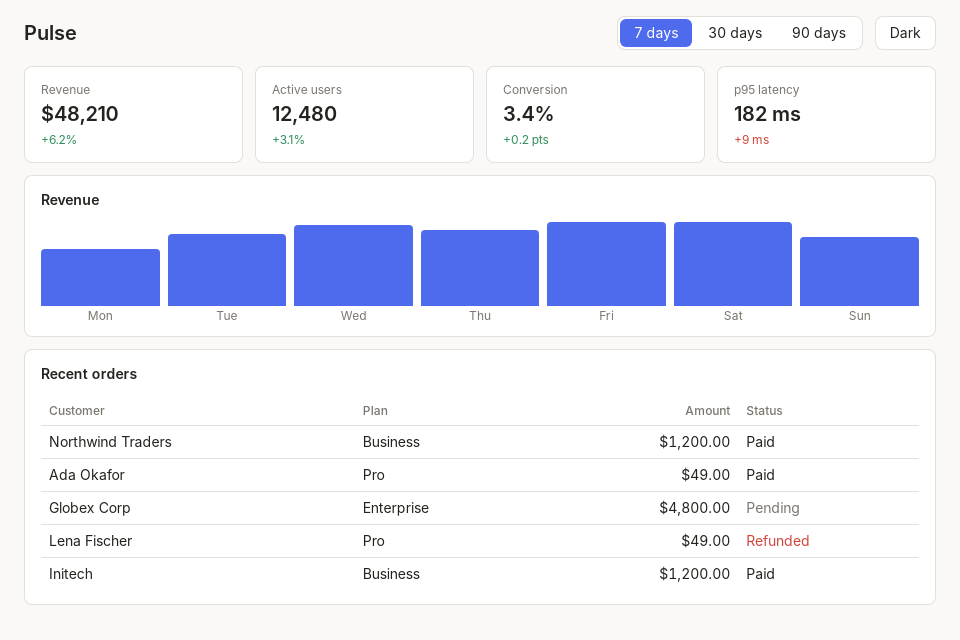 Pulse
7 days 30 days 90 days Dark
Revenue Active users Conversion p95 latency
$48,210 12,480 3.4% 182 ms
+6.2% +3.1% +0.2 pts +9 ms
Revenue
Mon Tue Wed Thu Fri Sat Sun
Recent orders
Customer Plan Amount Status
Northwind Traders Business $1,200.00 Paid
Ada Okafor Pro $49.00 Paid
Globex Corp Enterprise $4,800.00 Pending
Lena Fischer Pro $49.00 Refunded
Initech Business $1,200.00 Paid